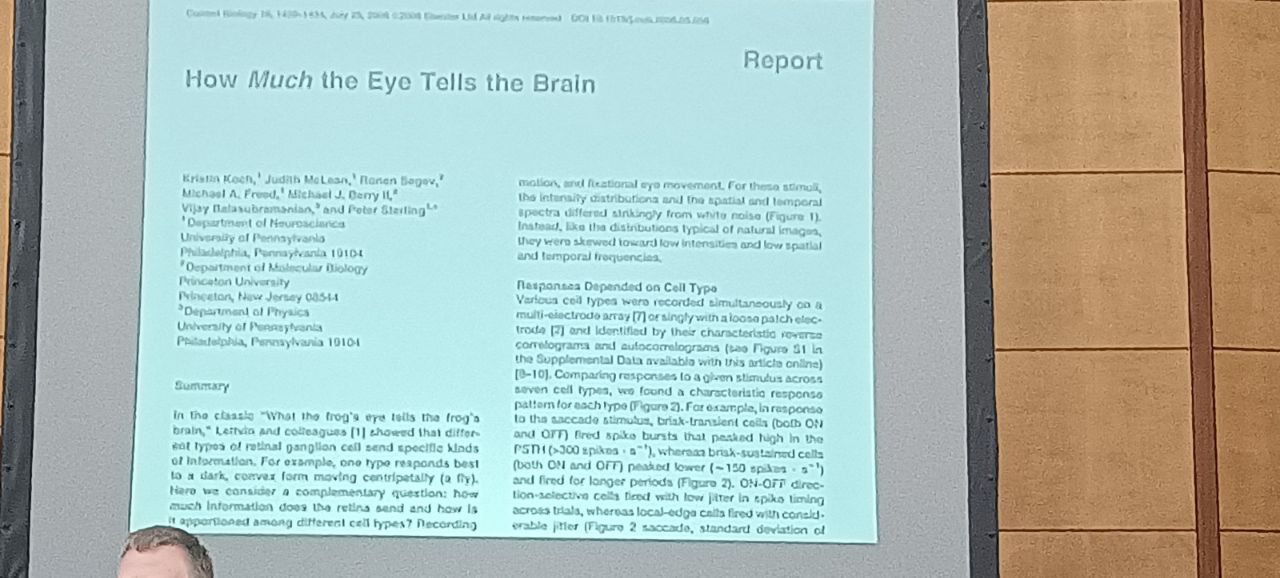 Current Biology 16, 1428–1434, July 25, 2006 ©2006 Elsevier Ltd All rights reserved DOI
Report
How Much the Eye Tells the Brain
Kristin Koch,¹ Judith McLean,¹ Ronen Segev,²
Michael A. Freed,¹ Michael J. Berry II,²
Vijay Balasubramanian,³ and Peter Sterling¹,*
¹Department of Neuroscience
University of Pennsylvania
Philadelphia, Pennsylvania 19104
²Department of Molecular Biology
Princeton University
Princeton, New Jersey 08544
³Department of Physics
University of Pennsylvania
Philadelphia, Pennsylvania 19104
Summary
In the classic "What the frog's eye tells the frog's
brain," Lettvin and colleagues [1] showed that differ-
ent types of retinal ganglion cell send specific kinds
of information. For example, one type responds best
to a dark, convex form moving centripetally (a fly).
Here we consider a complementary question: how
much information does the retina send and how is
it apportioned among different cell types? Recording
motion, and fixational eye movement. For these stimuli,
the intensity distributions and the spatial and temporal
spectra differed strikingly from white noise (Figure 1).
Instead, like the distributions typical of natural images,
they were skewed toward low intensities and low spatial
and temporal frequencies.
Responses Depended on Cell Type
Various cell types were recorded simultaneously on a
multi-electrode array [7] or singly with a loose patch elec-
trode [2] and identified by their characteristic reverse
correlograms and autocorrelograms (see Figure S1 in
the Supplemental Data available with this article online)
[8–10]. Comparing responses to a given stimulus across
seven cell types, we found a characteristic response
pattern for each type (Figure 2). For example, in response
to the saccade stimulus, brisk-transient cells (both ON
and OFF) fired spike bursts that peaked high in the
PSTH (>300 spikes · s⁻¹), whereas brisk-sustained cells
(both ON and OFF) peaked lower (~150 spikes · s⁻¹)
and fired for longer periods (Figure 2). ON-OFF direc-
tion-selective cells fired with low jitter in spike timing
across trials, whereas local-edge cells fired with consid-
erable jitter (Figure 2 saccade, standard deviation of